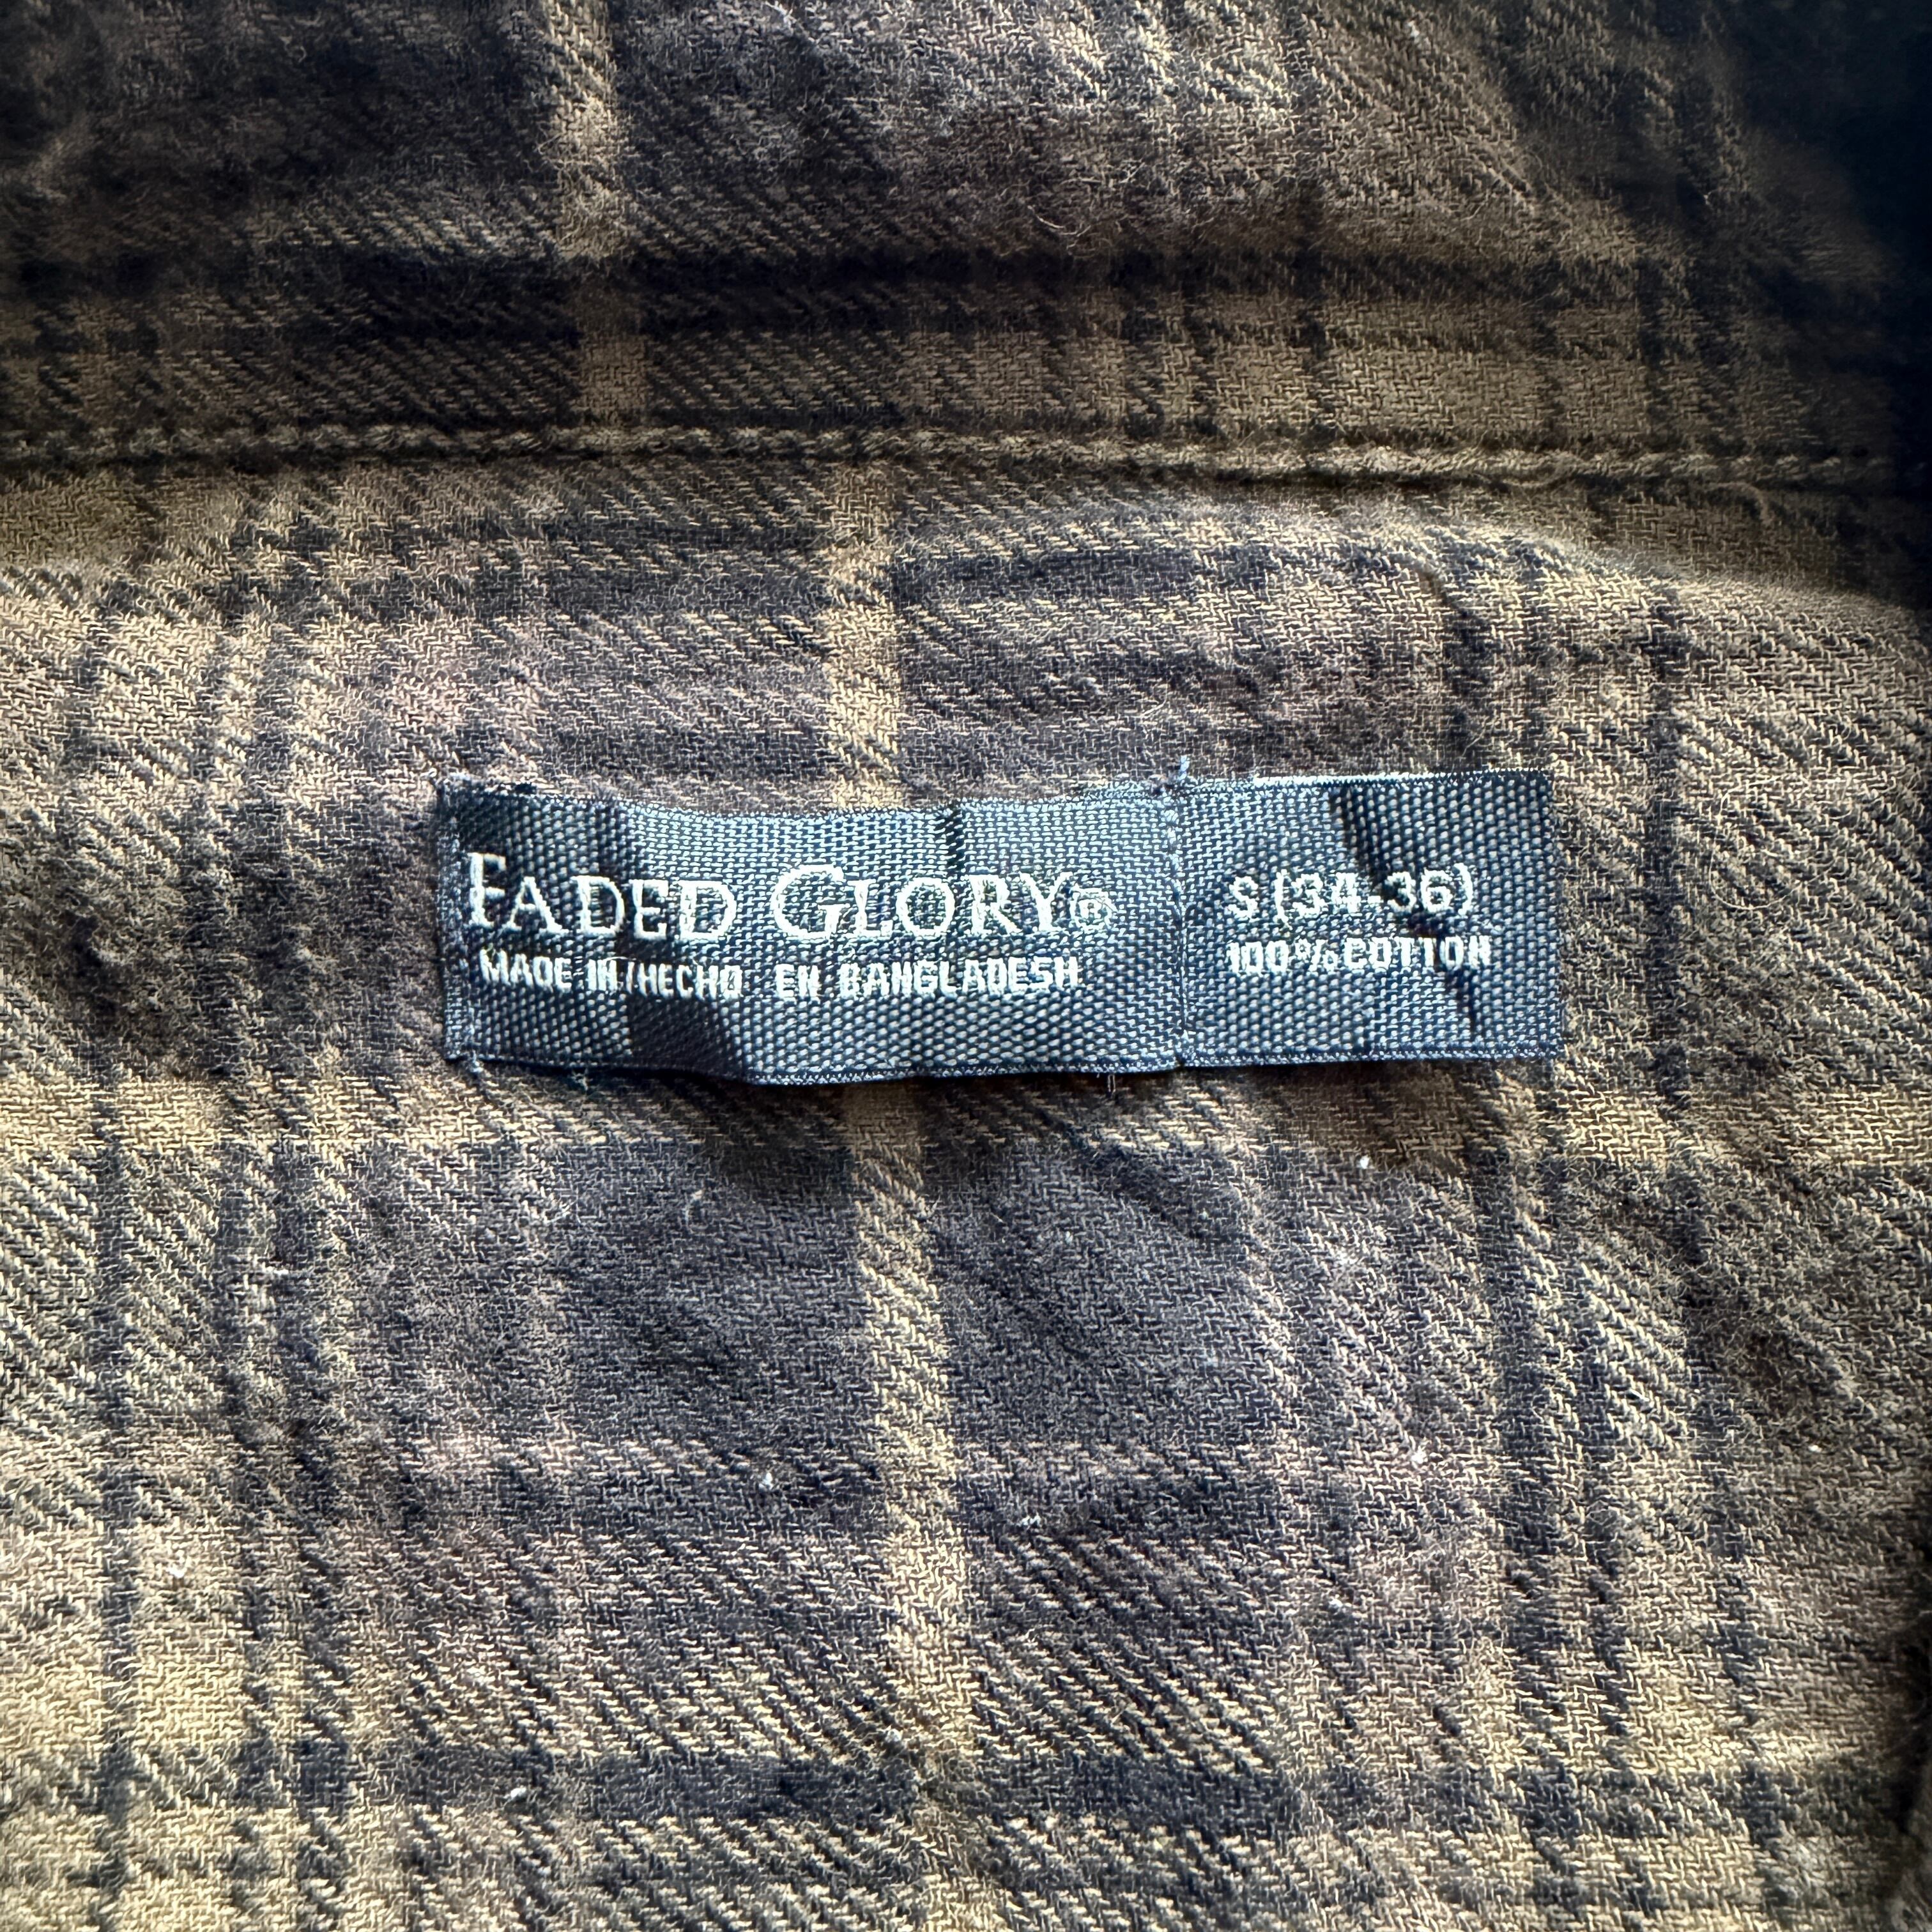 FADED GLORY®
MADE IN/HECHO EN BANGLADESH
S (34-36)
100% COTTON